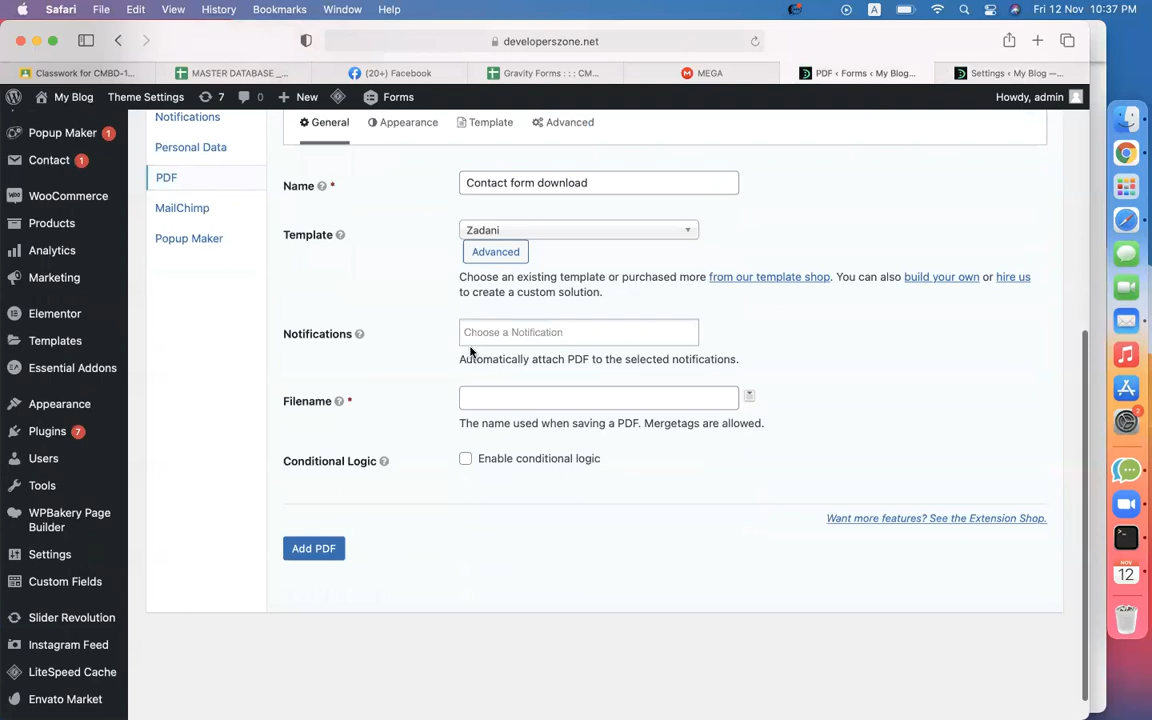 Safari File Edit View History Bookmarks Window Help A Fri 12 Nov 10:37 PM
developerszone.net
Classwork for CMBD-1... MASTER DATABASE _... (20+) Facebook Gravity Forms : : : CM... MEGA PDF ‹ Forms ‹ My Blog... Settings ‹ My Blog —...
My Blog Theme Settings 7 0 New Forms Howdy, admin
Notifications
Personal Data
PDF
MailChimp
Popup Maker
General Appearance Template Advanced
Popup Maker 1
Contact 1
WooCommerce
Products
Analytics
Marketing
Elementor
Templates
Essential Addons
Appearance
Plugins 7
Users
Tools
WPBakery Page
Builder
Settings
Custom Fields
Slider Revolution
Instagram Feed
LiteSpeed Cache
Envato Market
Name * Contact form download
Template Zadani
Advanced
Choose an existing template or purchased more from our template shop. You can also build your own or hire us
to create a custom solution.
Notifications Choose a Notification
Automatically attach PDF to the selected notifications.
Filename *
The name used when saving a PDF. Mergetags are allowed.
Conditional Logic Enable conditional logic
Want more features? See the Extension Shop.
Add PDF
2
NOV
12